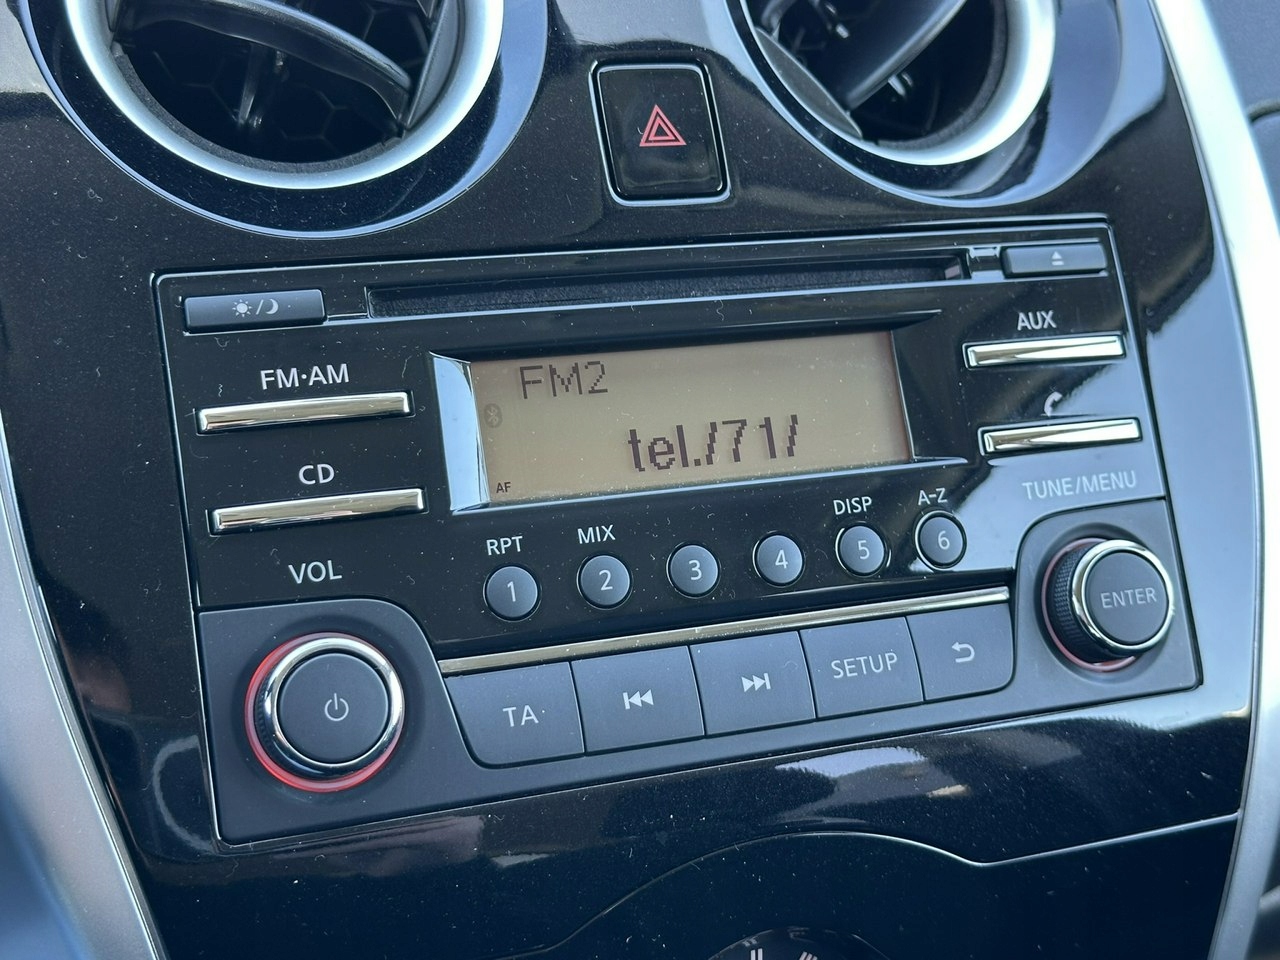 FM·AM
CD
VOL
FM2
tel./71/
AF
AUX
TUNE/MENU
RPT
MIX
DISP
A-Z
1
2
3
4
5
6
ENTER
TA
SETUP